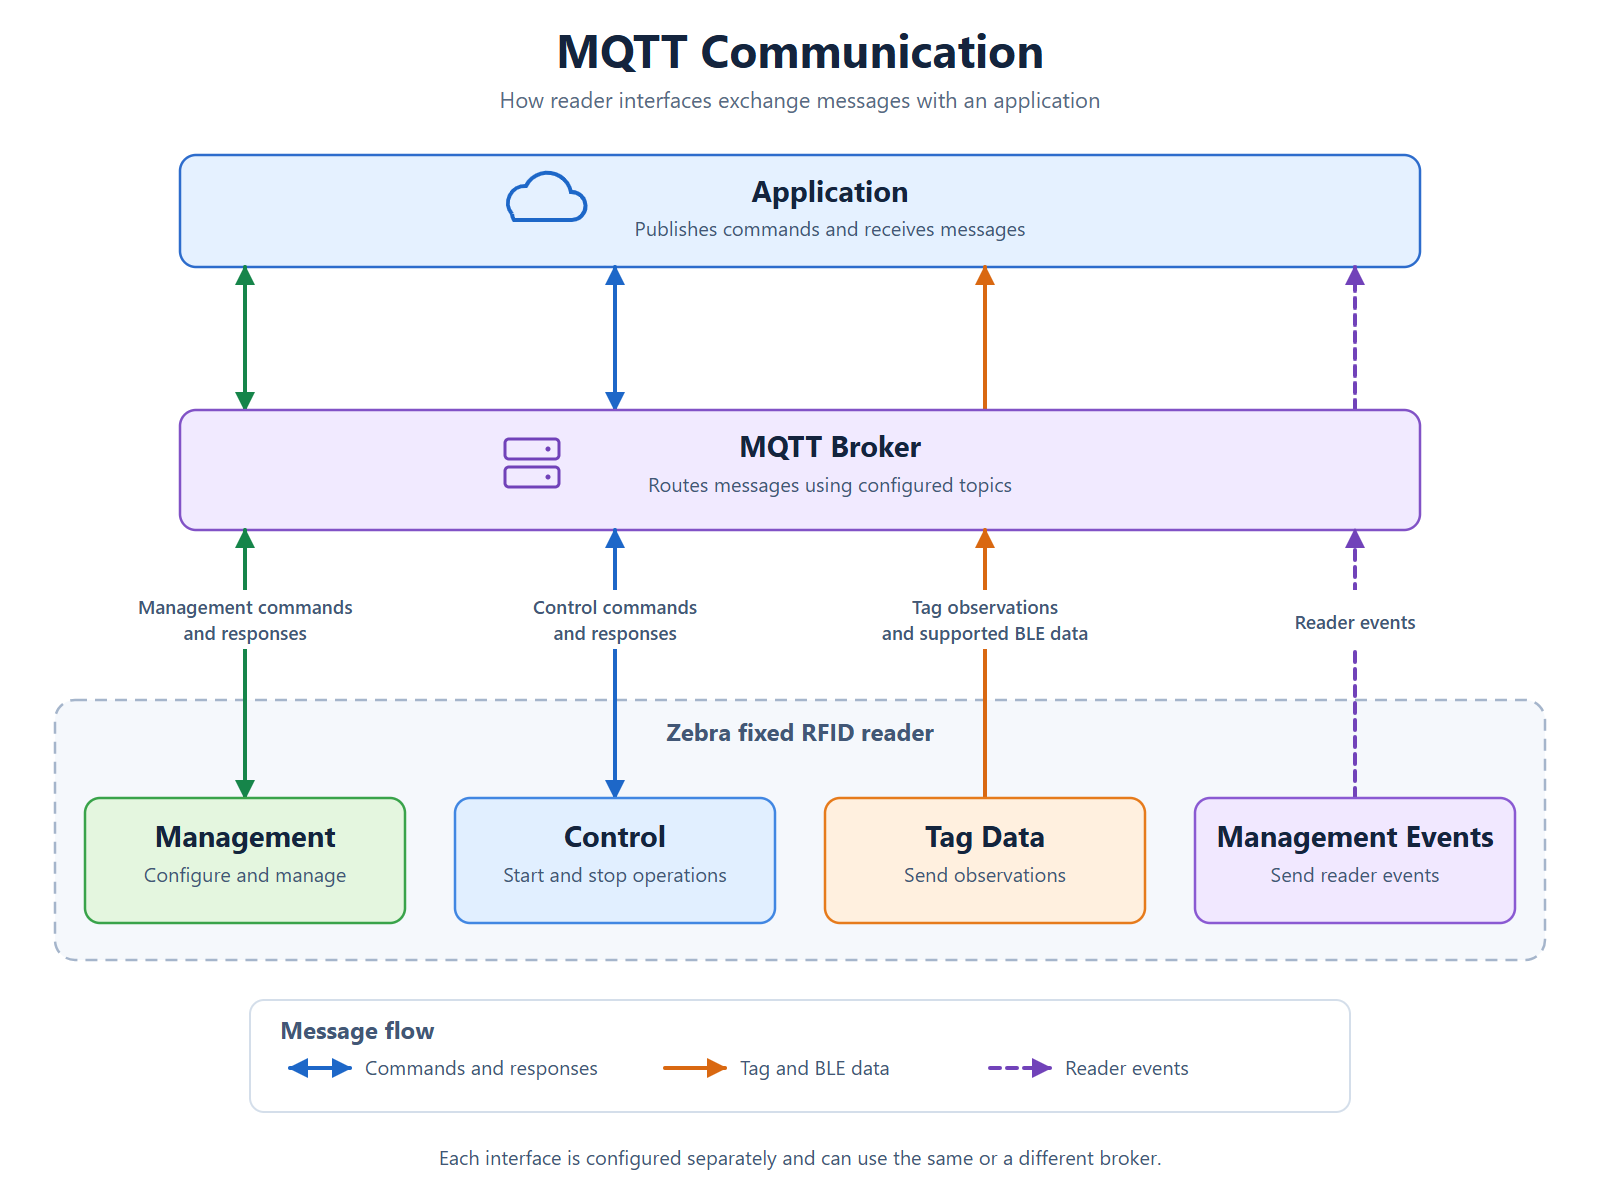 MQTT Communication
How reader interfaces exchange messages with an application
Application
Publishes commands and receives messages
MQTT Broker
Routes messages using configured topics
Management commands
and responses
Control commands
and responses
Tag observations
and supported BLE data
Reader events
Zebra fixed RFID reader
Management
Configure and manage
Control
Start and stop operations
Tag Data
Send observations
Management Events
Send reader events
Message flow
Commands and responses
Tag and BLE data
Reader events
Each interface is configured separately and can use the same or a different broker.